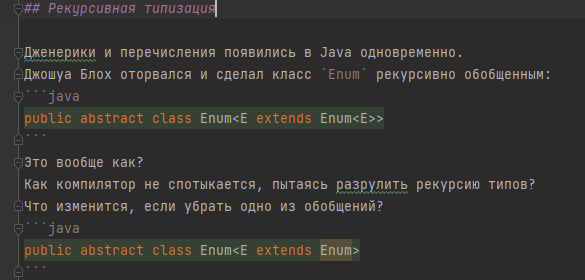 ## Рекурсивная типизация
Дженерики и перечисления появились в Java одновременно.
Джошуа Блох оторвался и сделал класс `Enum` рекурсивно обобщенным:
```java
public abstract class Enum<E extends Enum<E>>
```
Это вообще как?
Как компилятор не спотыкается, пытаясь разрулить рекурсию типов?
Что изменится, если убрать одно из обобщений?
```java
public abstract class Enum<E extends Enum>
```